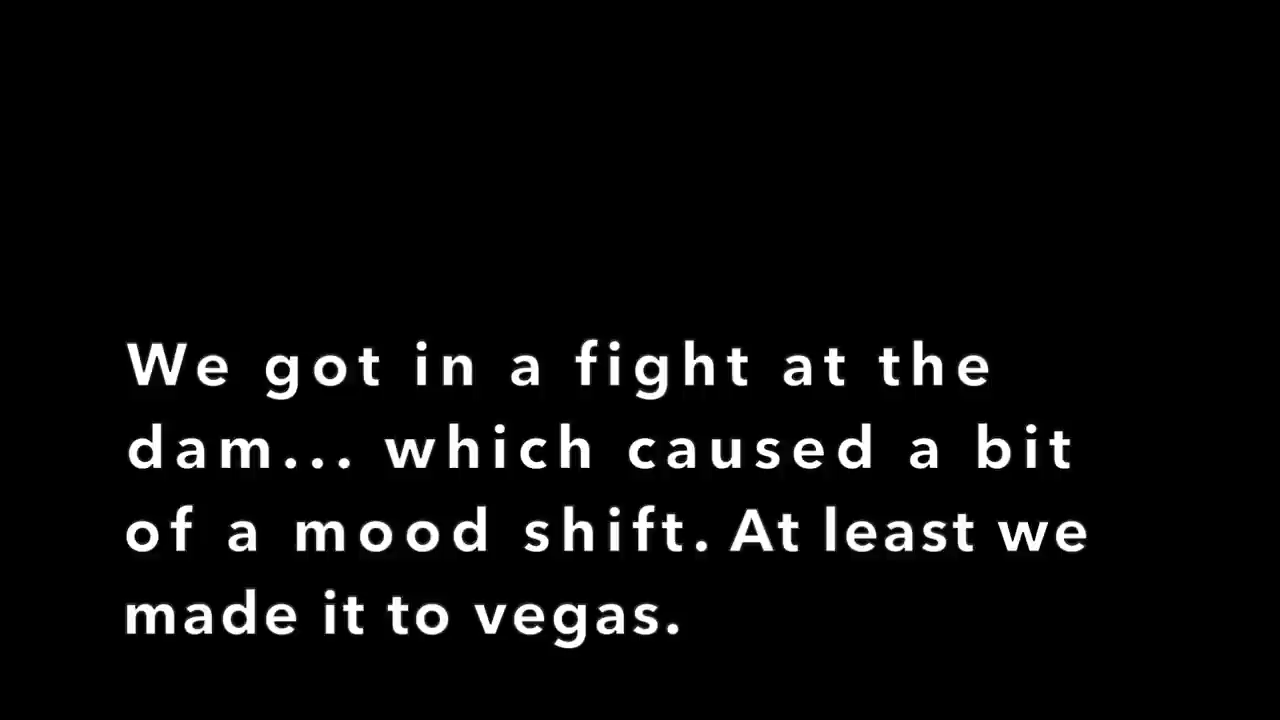 We got in a fight at the
dam... which caused a bit
of a mood shift. At least we
made it to vegas.